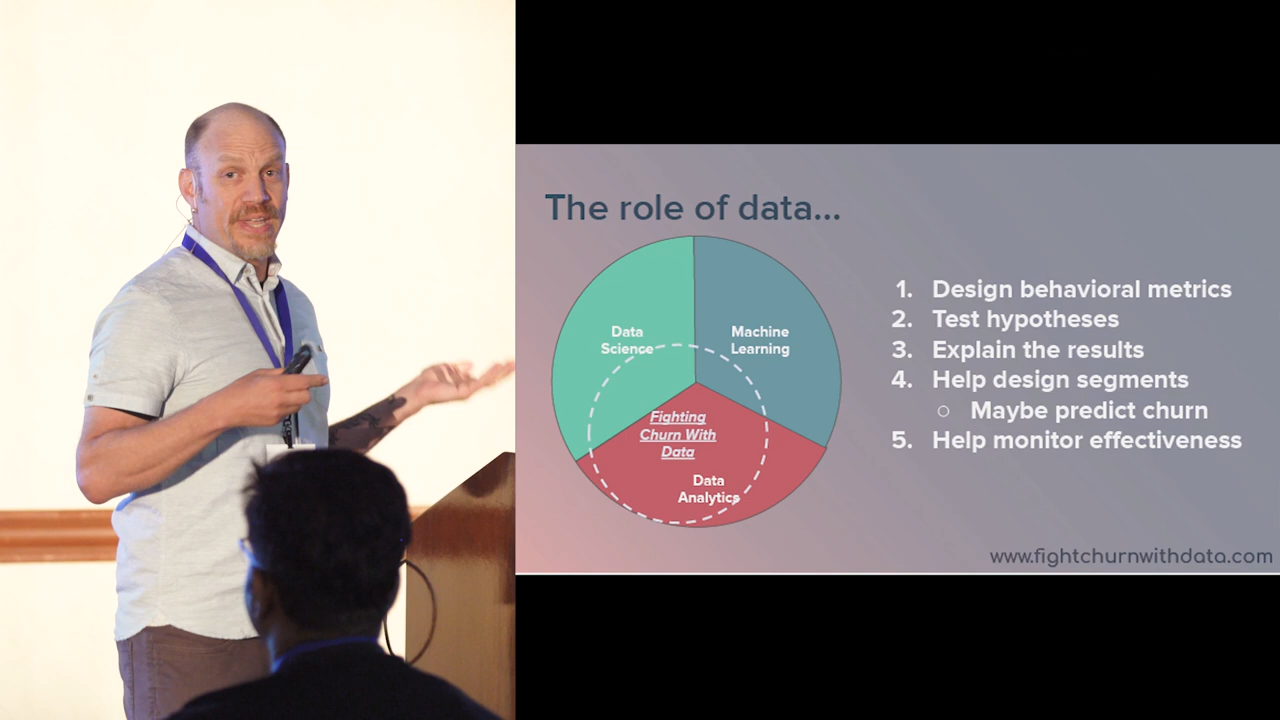 The role of data...
Data
Science
Machine
Learning
Fighting
Churn With
Data
Data
Analytics
1. Design behavioral metrics
2. Test hypotheses
3. Explain the results
4. Help design segments
○ Maybe predict churn
5. Help monitor effectiveness
www.fightchurnwithdata.com